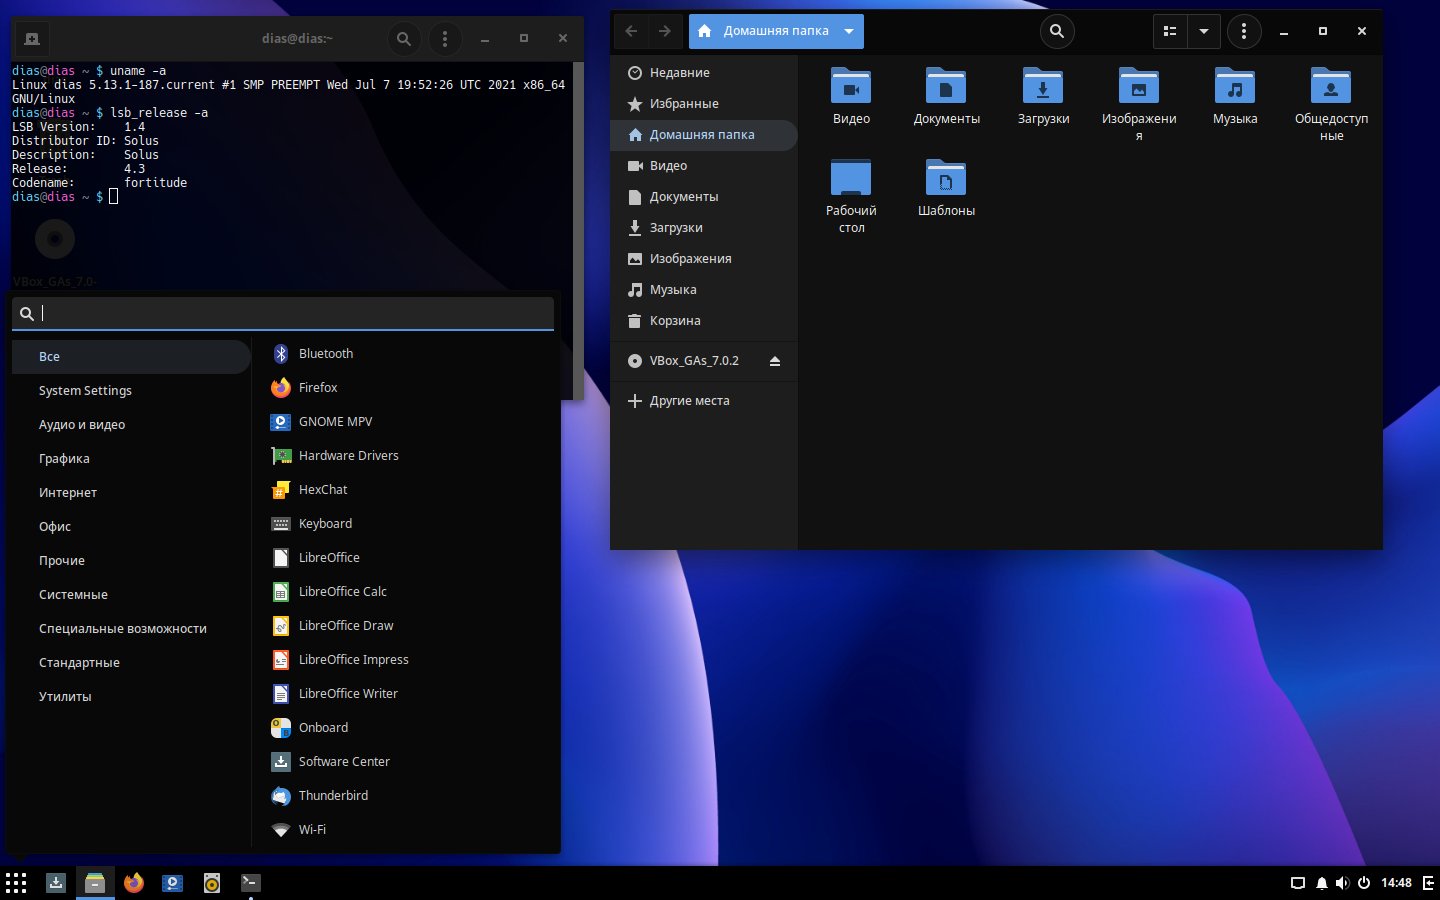 dias@dias:~
dias@dias ~ $ uname -a
Linux dias 5.13.1-187.current #1 SMP PREEMPT Wed Jul 7 19:52:26 UTC 2021 x86_64
GNU/Linux
dias@dias ~ $ lsb_release -a
LSB Version: 1.4
Distributor ID: Solus
Description: Solus
Release: 4.3
Codename: fortitude
dias@dias ~ $
VBox_GAs_7.0-
Все
System Settings
Аудио и видео
Графика
Интернет
Офис
Прочие
Системные
Специальные возможности
Стандартные
Утилиты
Bluetooth
Firefox
GNOME MPV
Hardware Drivers
HexChat
Keyboard
LibreOffice
LibreOffice Calc
LibreOffice Draw
LibreOffice Impress
LibreOffice Writer
Onboard
Software Center
Thunderbird
Wi-Fi
Домашняя папка
Недавние
Избранные
Домашняя папка
Видео
Документы
Загрузки
Изображения
Музыка
Корзина
VBox_GAs_7.0.2
Другие места
Видео
Документы
Загрузки
Изображени
я
Музыка
Общедоступ
ные
Рабочий
стол
Шаблоны
14:48